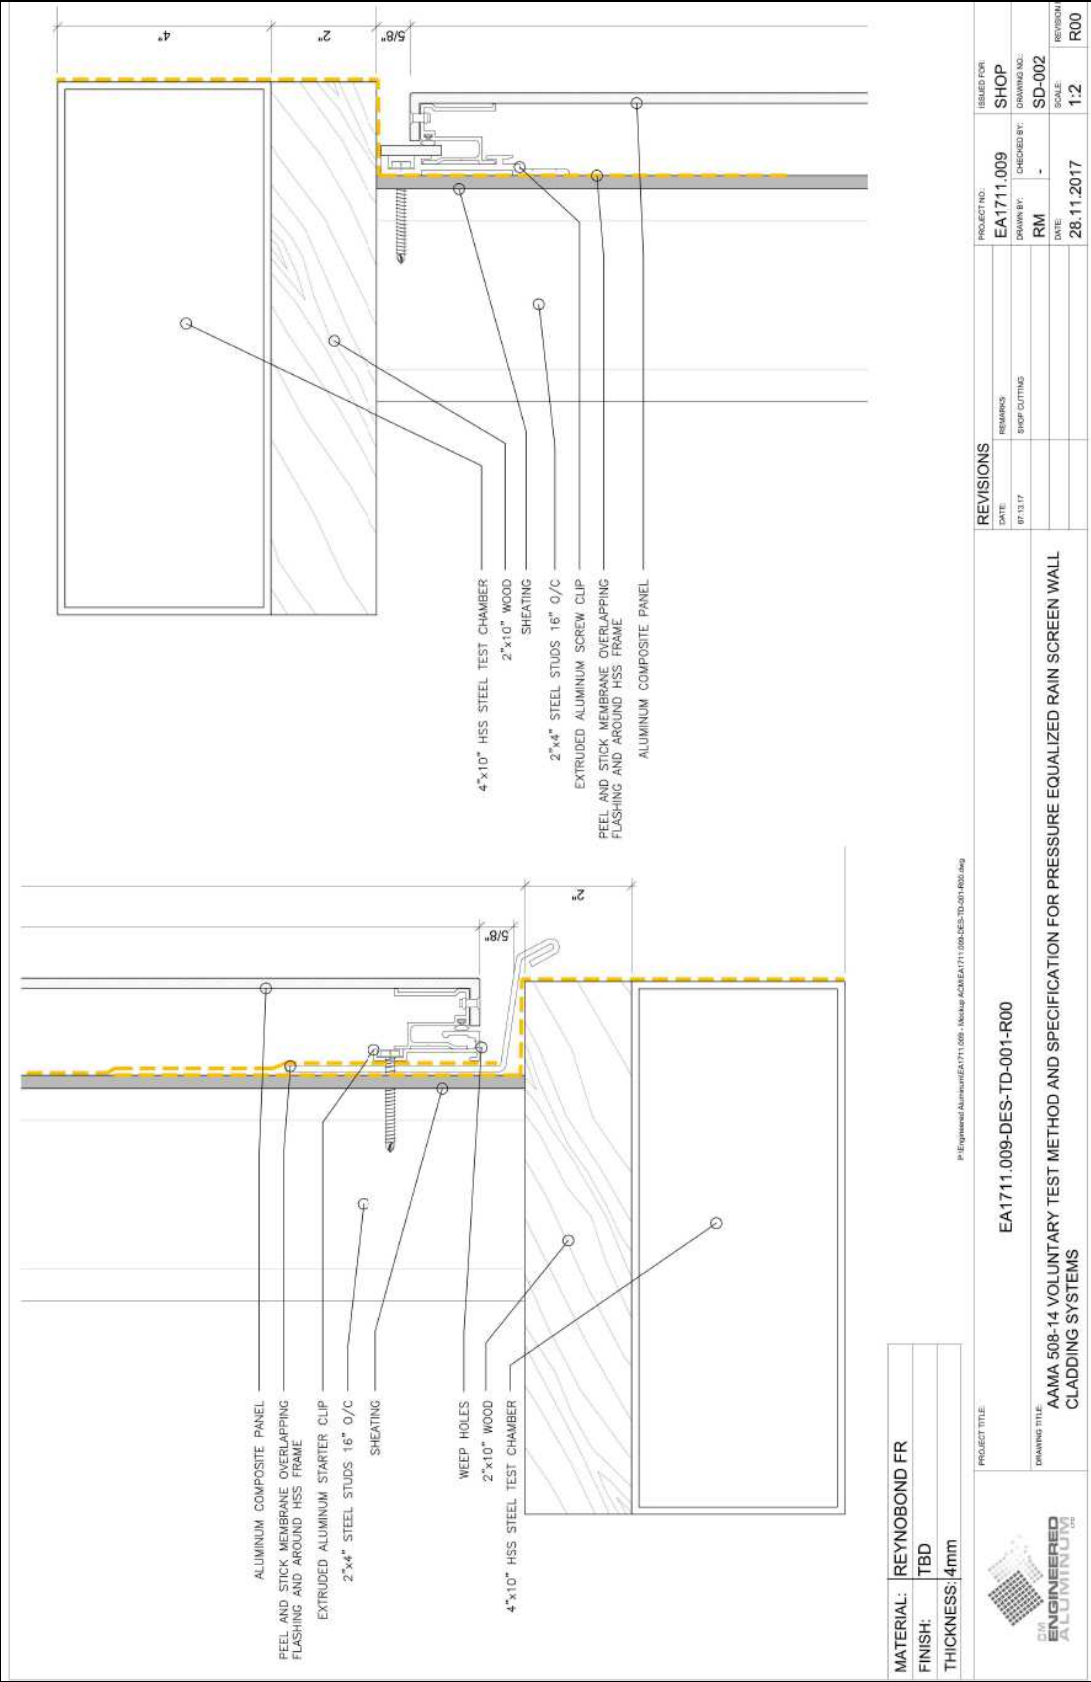 4"
2"
5/8"
4"x10" HSS STEEL TEST CHAMBER
2"x10" WOOD
SHEATING
2"x4" STEEL STUDS 16" O/C
EXTRUDED ALUMINUM SCREW CLIP
PEEL AND STICK MEMBRANE OVERLAPPING
FLASHING AND AROUND HSS FRAME
ALUMINUM COMPOSITE PANEL
5/8"
2"
ALUMINUM COMPOSITE PANEL
PEEL AND STICK MEMBRANE OVERLAPPING
FLASHING AND AROUND HSS FRAME
EXTRUDED ALUMINUM STARTER CLIP
2"x4" STEEL STUDS 16" O/C
SHEATING
WEEP HOLES
2"x10" WOOD
4"x10" HSS STEEL TEST CHAMBER
MATERIAL: REYNOBOND FR
FINISH: TBD
THICKNESS: 4mm
DM
ENGINEERED
ALUMINUM LTD
PROJECT TITLE:
EA1711.009-DES-TD-001-R00
DRAWING TITLE:
AAMA 508-14 VOLUNTARY TEST METHOD AND SPECIFICATION FOR PRESSURE EQUALIZED RAIN SCREEN WALL
CLADDING SYSTEMS
REVISIONS
DATE: REMARKS:
07.13.17 SHOP CUTTING
PROJECT NO.: ISSUED FOR:
EA1711.009 SHOP
DRAWN BY: CHECKED BY: DRAWING NO.:
RM - SD-002
DATE: SCALE: REVISION
28.11.2017 1:2 R00